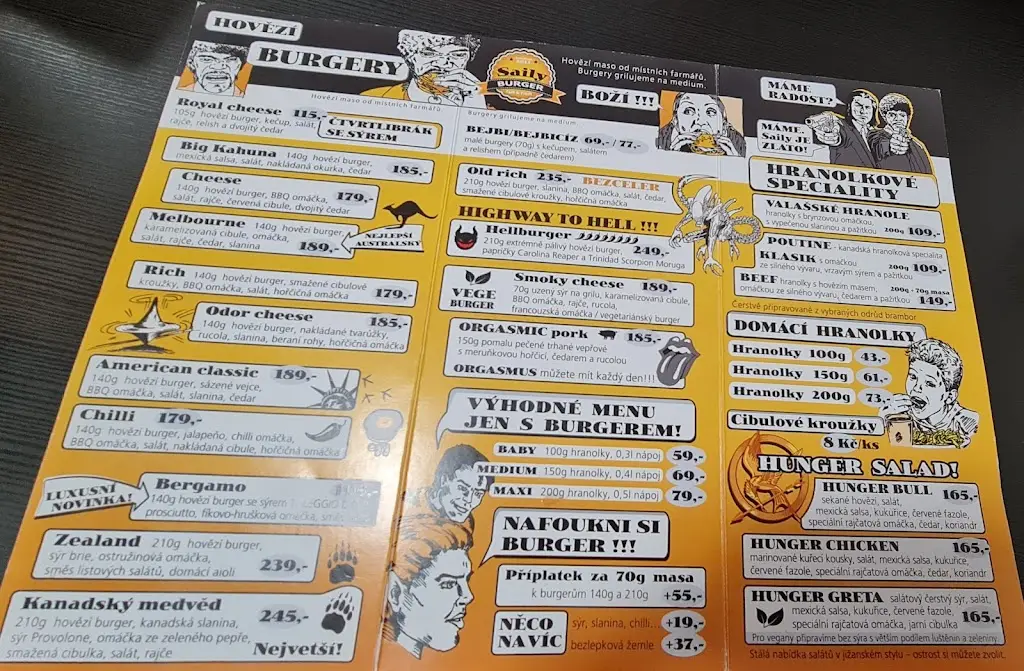 HOVĚZÍ
BURGERY
Hovězí maso od místních farmářů.
Royal cheese 115,-
105g hovězí burger, kečup, salát,
rajče, relish a dvojitý čedar
ČTVRTLIBRÁK
SE SÝREM
Big Kahuna 140g hovězí burger,
mexická salsa, salát, nakládaná okurka, čedar 185,-
Cheese
140g hovězí burger, BBQ omáčka,
salát, rajče, červená cibule, dvojitý čedar 179,-
Melbourne 140g hovězí burger,
karamelizovaná cibule, omáčka,
salát, rajče, čedar, slanina 189,-
NEJLEPŠÍ
AUSTRALSKÝ
Rich 140g hovězí burger, smažené cibulové
kroužky, BBQ omáčka, salát, hořčičná omáčka 179,-
Odor cheese 185,-
140g hovězí burger, nakládané tvarůžky,
rucola, slanina, beraní rohy, hořčičná omáčka
American classic 189,-
140g hovězí burger, sázené vejce,
BBQ omáčka, salát, slanina, čedar
Chilli 179,-
140g hovězí burger, jalapeňo, chilli omáčka,
BBQ omáčka, salát, nakládaná cibule, hořčičná omáčka
LUXUSNÍ
NOVINKA!
Bergamo
140g hovězí burger se sýrem
prosciutto, fíkovo-hrušková omáčka, směs
Zealand 210g hovězí burger,
sýr brie, ostružinová omáčka,
směs listových salátů, domácí aioli 239,-
Kanadský medvěd 245,-
210g hovězí burger, kanadská slanina,
sýr Provolone, omáčka ze zeleného pepře,
smažená cibulka, salát, rajče Nejvetší!
Saily
BURGER
Hovězí maso od místních farmářů.
Burgery grilujeme na medium.
BOŽÍ !!!
Burgery grilujeme na medium
BEJBI/BEJBICÍZ 69,- / 77,-
malé burgery (70g) s kečupem, salátem
a relishem (případně čedarem)
Old rich 235,- BEZCELER
210g hovězí burger, slanina, BBQ omáčka, salát, čedar,
smažené cibulové kroužky, hořčičná omáčka
HIGHWAY TO HELL !!!
Hellburger 249,-
210g extrémně pálivý hovězí burger,
papričky Carolina Reaper a Trinidad Scorpion Moruga
VEGE
BURGER
Smoky cheese 189,-
70g uzený sýr na grilu, karamelizovaná cibule,
BBQ omáčka, rajče, rucola,
francouzská omáčka / vegetariánský burger
ORGASMIC pork 185,-
150g pomalu pečené trhané vepřové
s meruňkovou hořčicí, čedarem a rucolou
ORGASMUS můžete mít každý den!!!
VÝHODNÉ MENU
JEN S BURGEREM!
BABY 100g hranolky, 0,3l nápoj 59,-
MEDIUM 150g hranolky, 0,4l nápoj 69,-
MAXI 200g hranolky, 0,5l nápoj 79,-
NAFOUKNI SI
BURGER !!!
Příplatek za 70g masa
k burgerům 140g a 210g +55,-
NĚCO
NAVÍC
sýr, slanina, chilli... +19,-
bezlepková žemle +37,-
MÁME
RADOST?
MÁME,
Saily JE
ZLATO!
HRANOLKOVÉ
SPECIALITY
VALAŠSKÉ HRANOLE
hranolky s brynzovou omáčkou,
s vypečenou slaninou a pažitkou 200g 109,-
POUTINE - kanadská hranolková specialita
KLASIK s omáčkou
ze silného vývaru, vrzavým sýrem a pažitkou 200g 109,-
BEEF hranolky s hovězím masem, 200g + 70g masa
omáčkou ze silného vývaru, čedarem a pažitkou 149,-
Čerstvě připravované z vybraných odrůd brambor
DOMÁCÍ HRANOLKY
Hranolky 100g 43,-
Hranolky 150g 61,-
Hranolky 200g 73,-
Cibulové kroužky
8 Kč/ks
HUNGER SALAD!
HUNGER BULL 165,-
sekané hovězí, salát,
mexická salsa, kukuřice, červené fazole,
speciální rajčatová omáčka, čedar, koriandr
HUNGER CHICKEN 165,-
marinované kuřecí kousky, salát, mexická salsa, kukuřice,
červené fazole, speciální rajčatová omáčka, čedar, koriandr
HUNGER GRETA salátový čerstvý sýr, salát,
mexická salsa, kukuřice, červené fazole,
speciální rajčatová omáčka, jarní cibulka 165,-
Pro vegany připravíme bez sýra s větším podílem luštěnin a zeleniny.
Stálá nabídka salátů v jižanském stylu – ostrost si můžete zvolit.